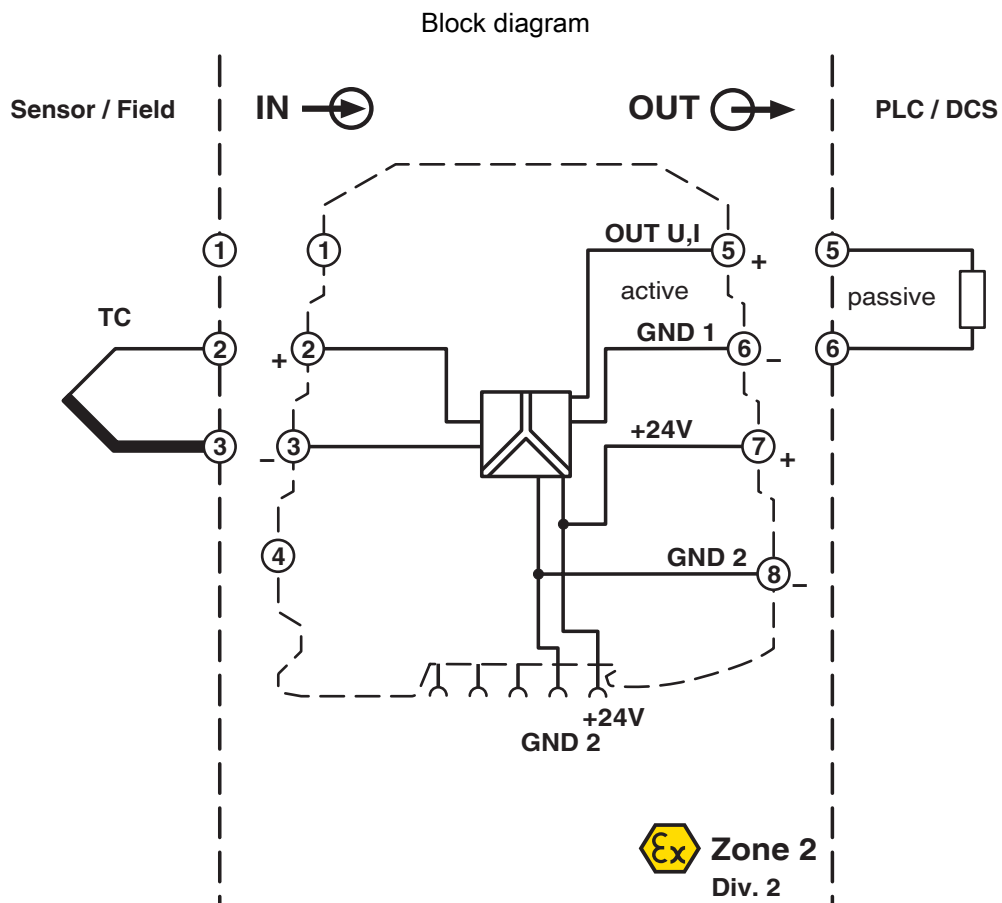 Block diagram
Sensor / Field
IN
OUT
PLC / DCS
1
1
OUT U,I
5
+
5
active
passive
TC
GND 1
2
+
2
6
–
6
3
–
3
+24V
7
+
4
GND 2
8
–
+24V
GND 2
Ex Zone 2
Div. 2